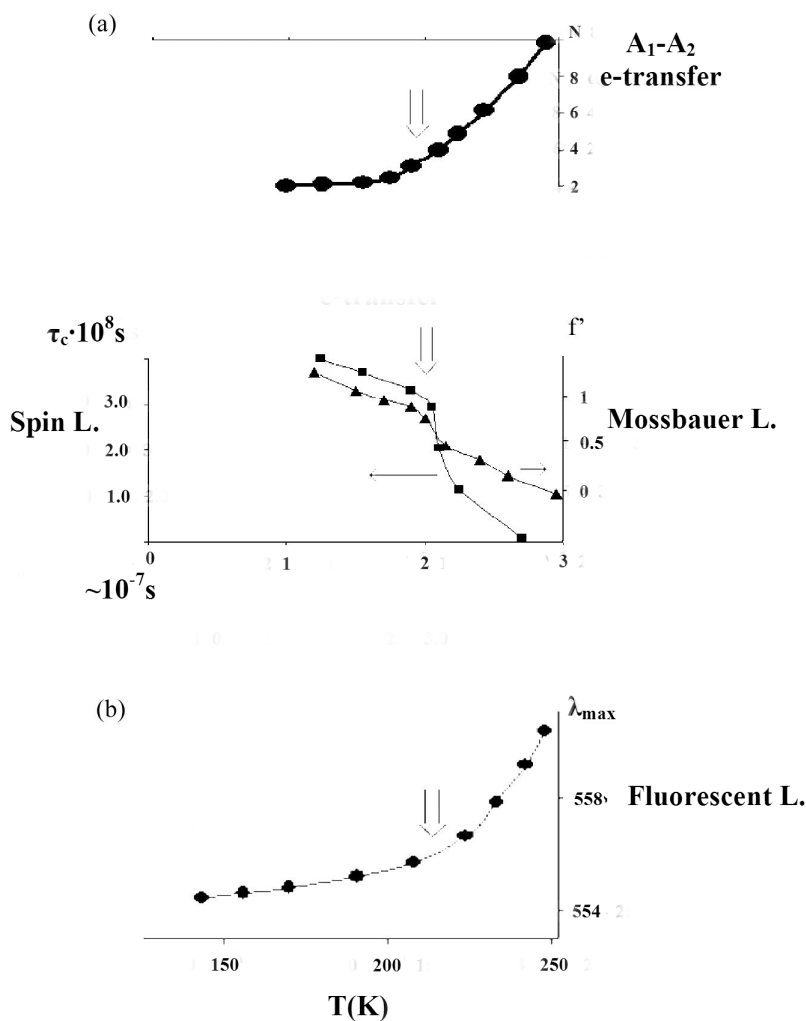 (a)
N
A₁-A₂
e-transfer
8
6
4
2
τc·10⁸s
f’
Spin L.
3.0
2.0
1.0
1
0.5
0
Mossbauer L.
0 1 2 3
~10⁻⁷s
(b)
λmax
558
Fluorescent L.
554
150 200 250
T(K)